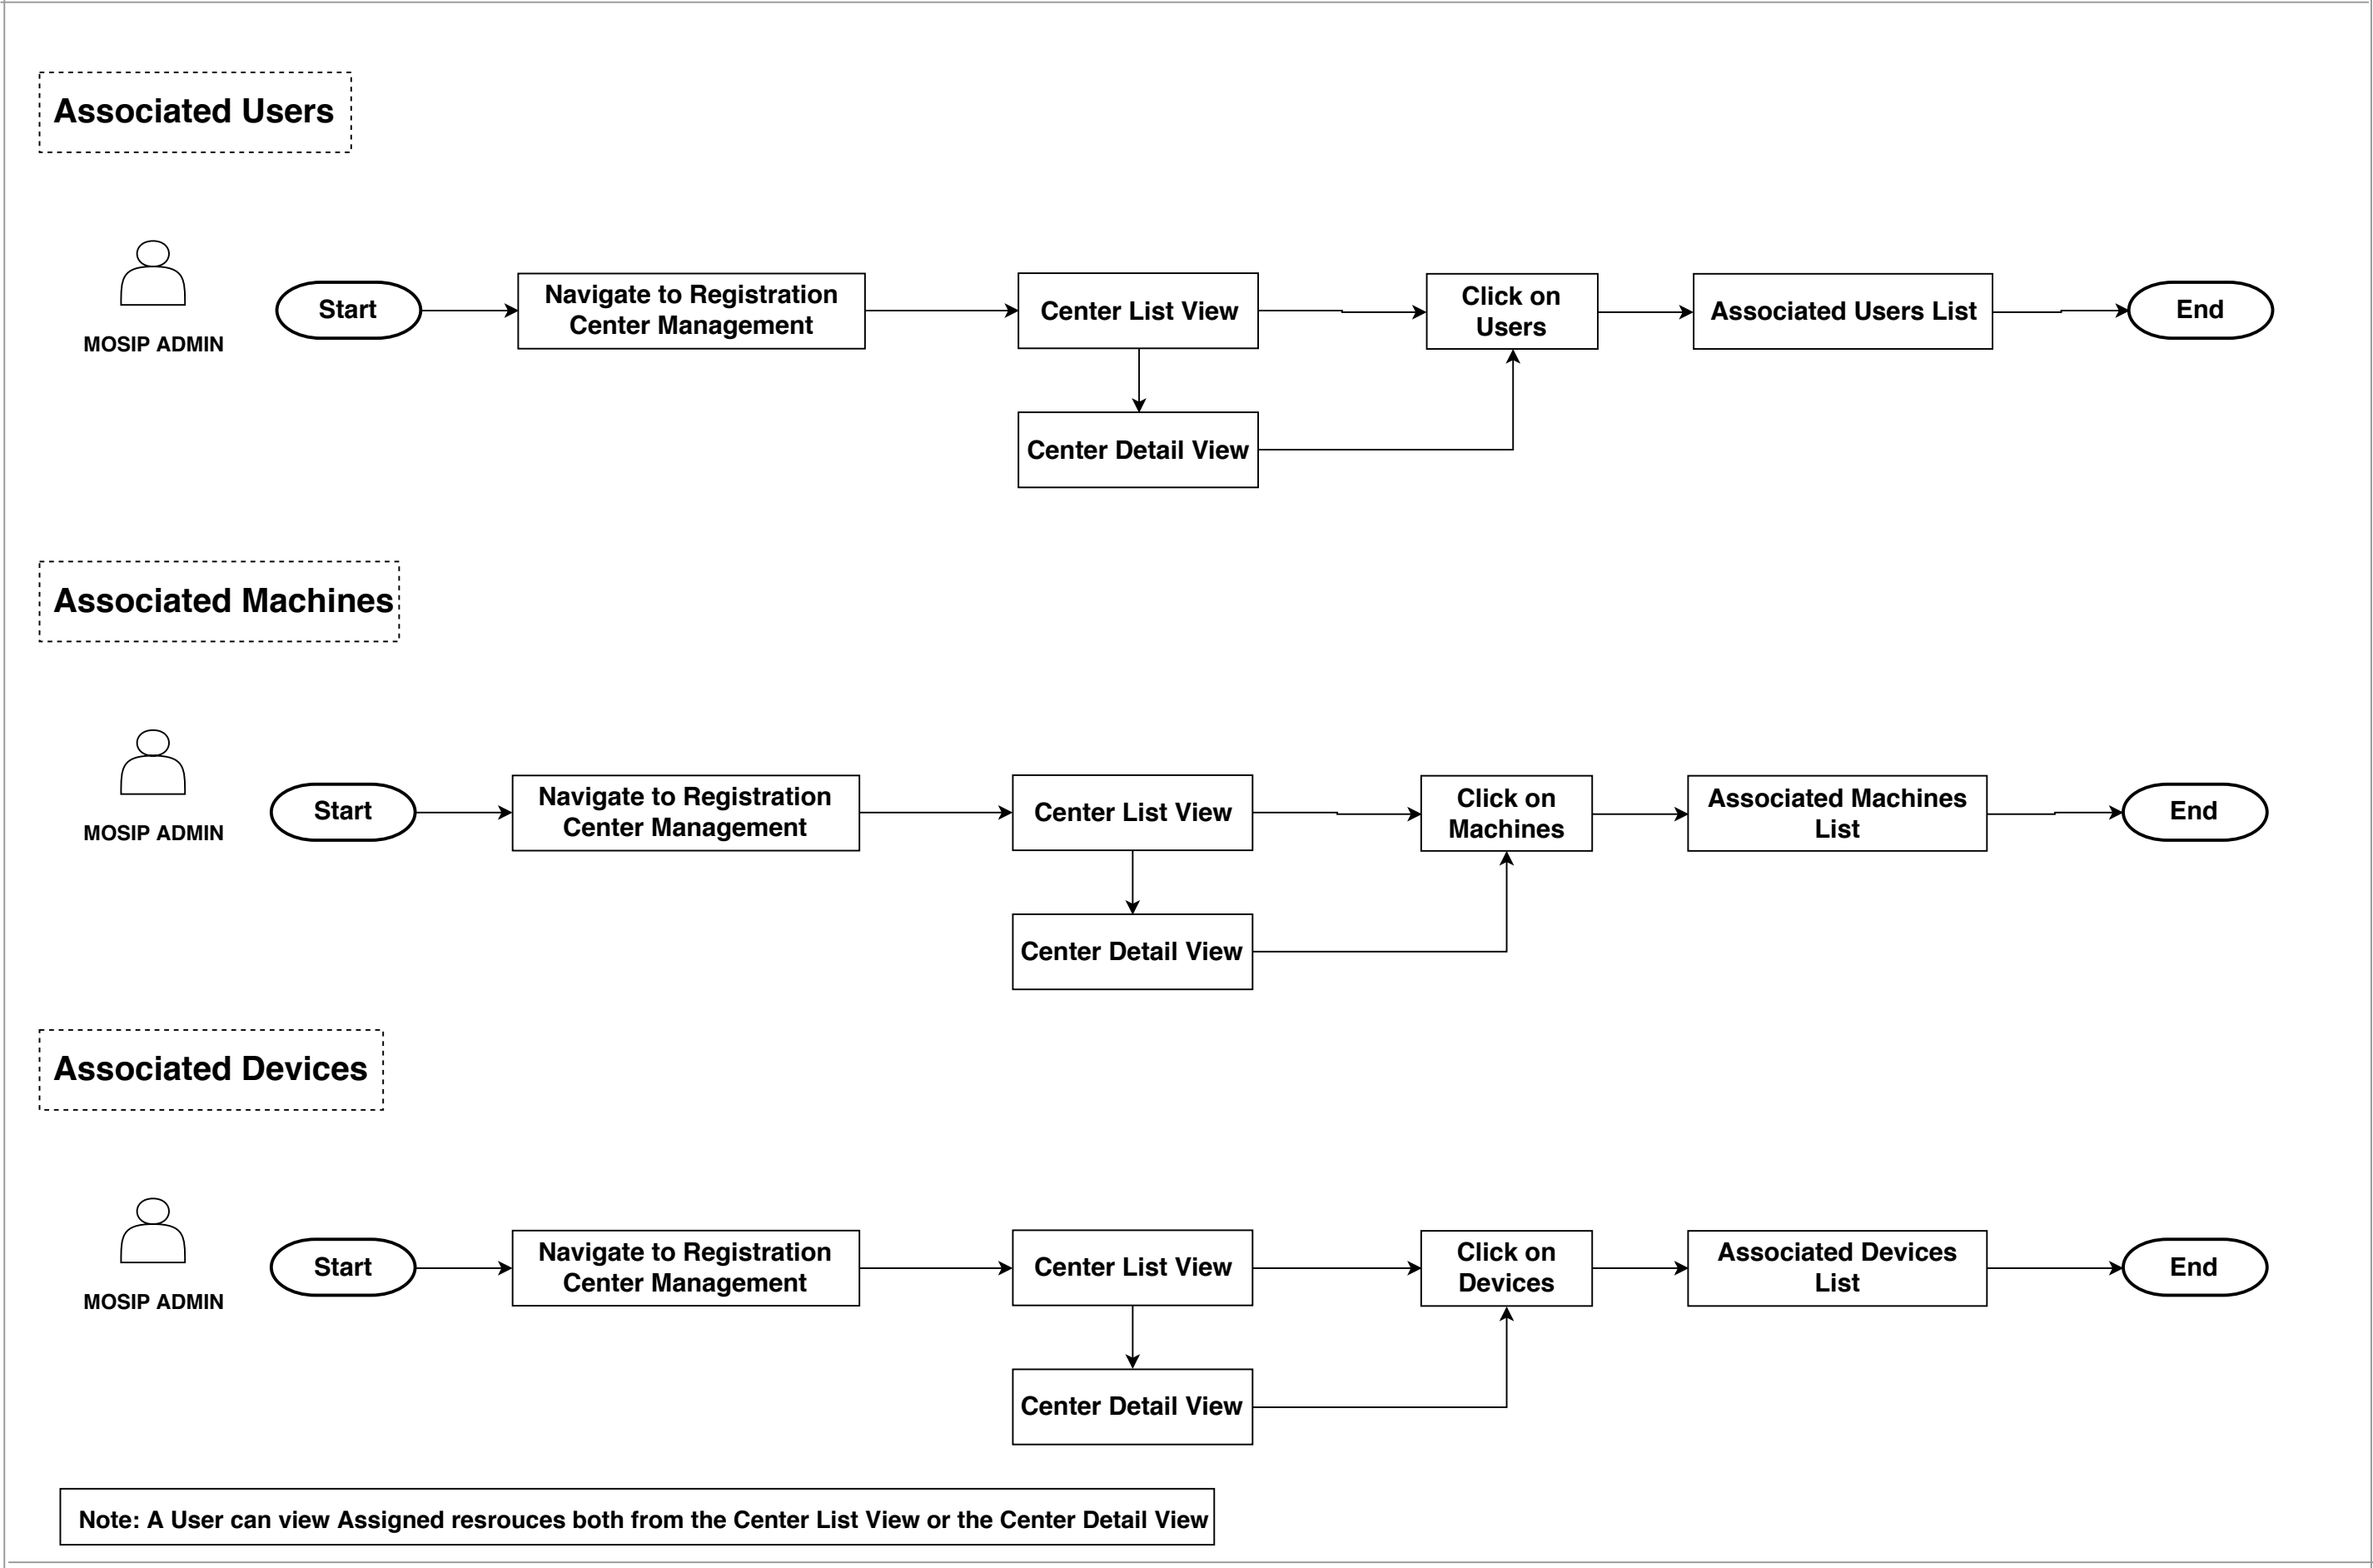 Associated Users
MOSIP ADMIN
Start
Navigate to Registration
Center Management
Center List View
Click on
Users
Associated Users List
End
Center Detail View
Associated Machines
MOSIP ADMIN
Start
Navigate to Registration
Center Management
Center List View
Click on
Machines
Associated Machines
List
End
Center Detail View
Associated Devices
MOSIP ADMIN
Start
Navigate to Registration
Center Management
Center List View
Click on
Devices
Associated Devices
List
End
Center Detail View
Note: A User can view Assigned resrouces both from the Center List View or the Center Detail View